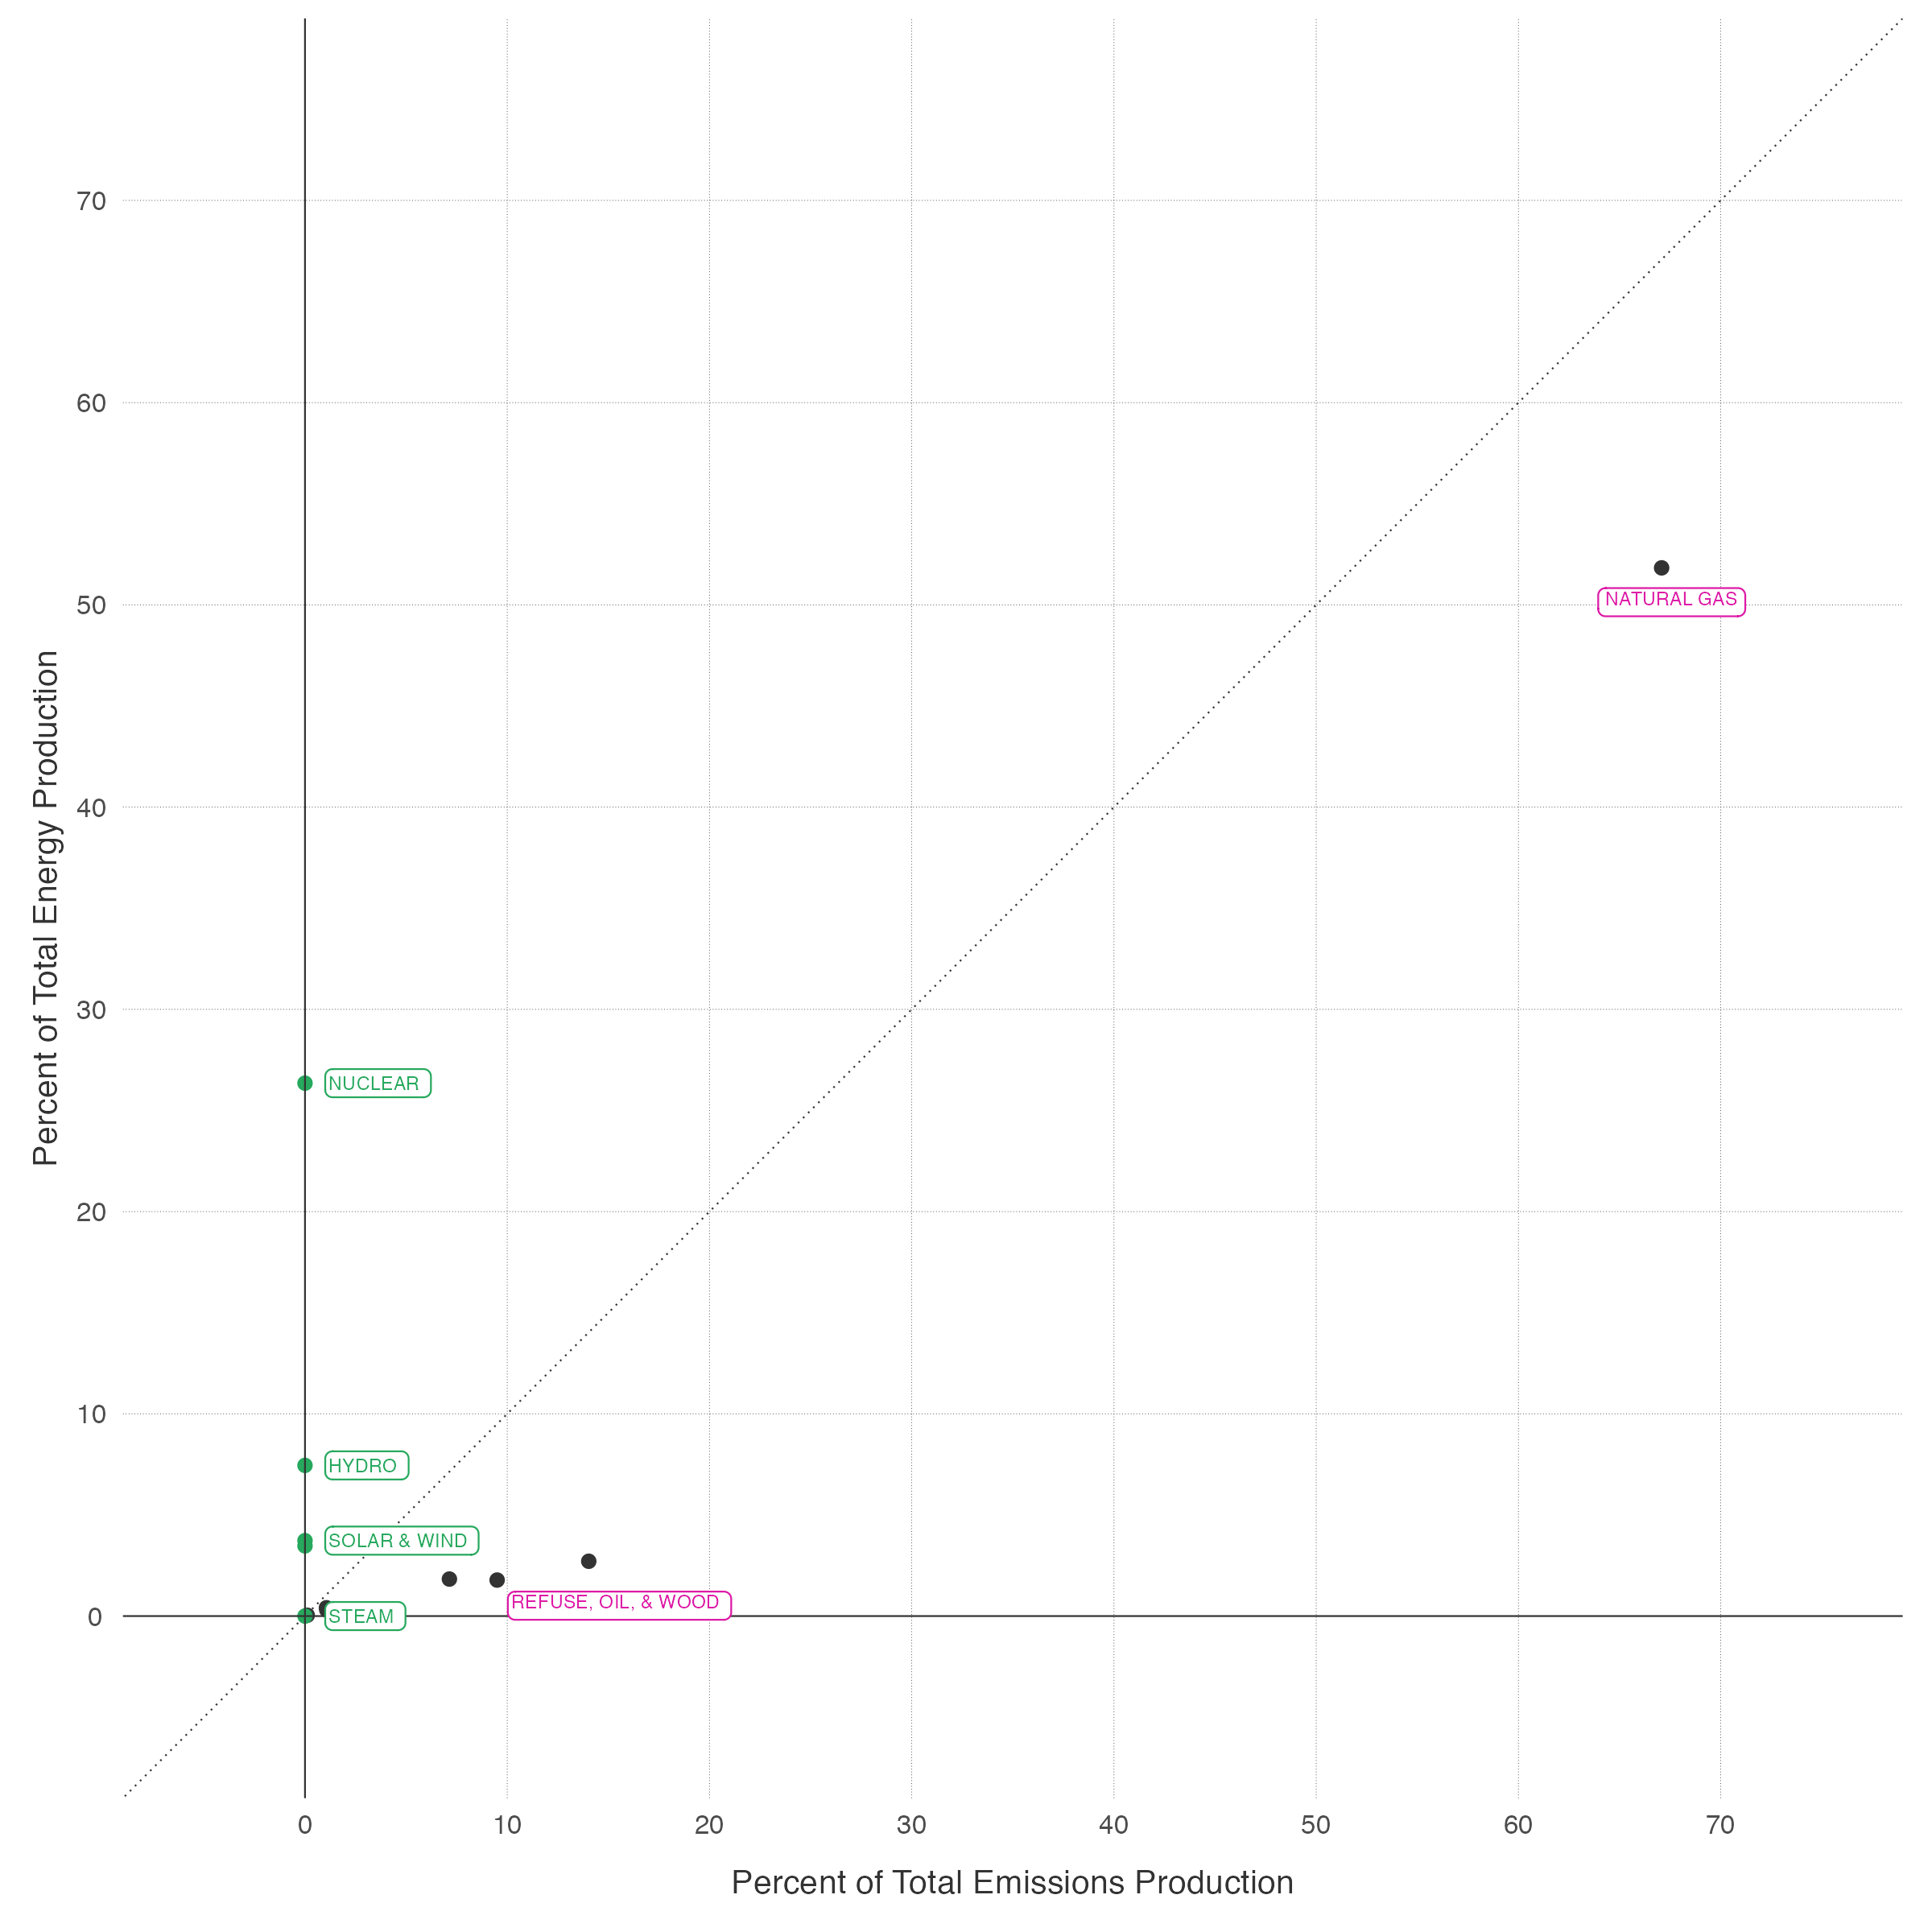 70
60
50
40
30
20
10
0
Percent of Total Energy Production
NATURAL GAS
NUCLEAR
HYDRO
SOLAR & WIND
REFUSE, OIL, & WOOD
STEAM
0 10 20 30 40 50 60 70
Percent of Total Emissions Production